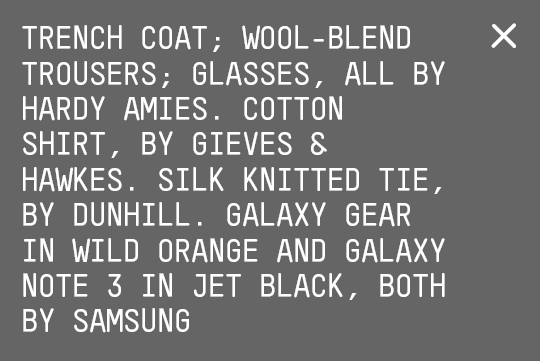 TRENCH COAT; WOOL-BLEND
TROUSERS; GLASSES, ALL BY
HARDY AMIES. COTTON
SHIRT, BY GIEVES &
HAWKES. SILK KNITTED TIE,
BY DUNHILL. GALAXY GEAR
IN WILD ORANGE AND GALAXY
NOTE 3 IN JET BLACK, BOTH
BY SAMSUNG